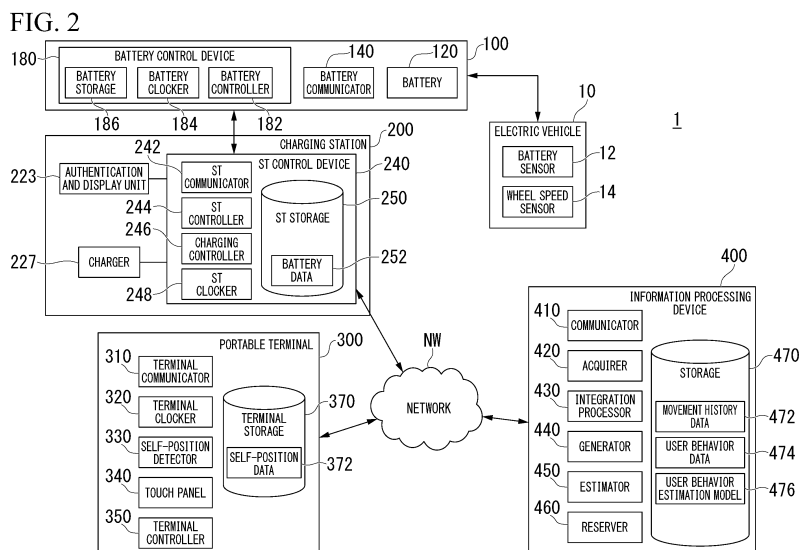 FIG. 2
180
BATTERY CONTROL DEVICE
BATTERY
STORAGE
BATTERY
CLOCKER
BATTERY
CONTROLLER
186
184
182
140
BATTERY
COMMUNICATOR
120
BATTERY
100
10
ELECTRIC VEHICLE
BATTERY
SENSOR
12
WHEEL SPEED
SENSOR
14
1
CHARGING STATION
200
223
AUTHENTICATION
AND DISPLAY UNIT
227
CHARGER
ST CONTROL DEVICE
240
242
ST
COMMUNICATOR
244
ST
CONTROLLER
246
CHARGING
CONTROLLER
248
ST
CLOCKER
250
ST STORAGE
BATTERY
DATA
252
PORTABLE TERMINAL
300
310
TERMINAL
COMMUNICATOR
320
TERMINAL
CLOCKER
330
SELF-POSITION
DETECTOR
340
TOUCH PANEL
350
TERMINAL
CONTROLLER
370
TERMINAL
STORAGE
SELF-POSITION
DATA
372
NW
NETWORK
400
INFORMATION PROCESSING
DEVICE
410
COMMUNICATOR
420
ACQUIRER
430
INTEGRATION
PROCESSOR
440
GENERATOR
450
ESTIMATOR
460
RESERVER
470
STORAGE
MOVEMENT HISTORY
DATA
472
USER BEHAVIOR
DATA
474
USER BEHAVIOR
ESTIMATION MODEL
476